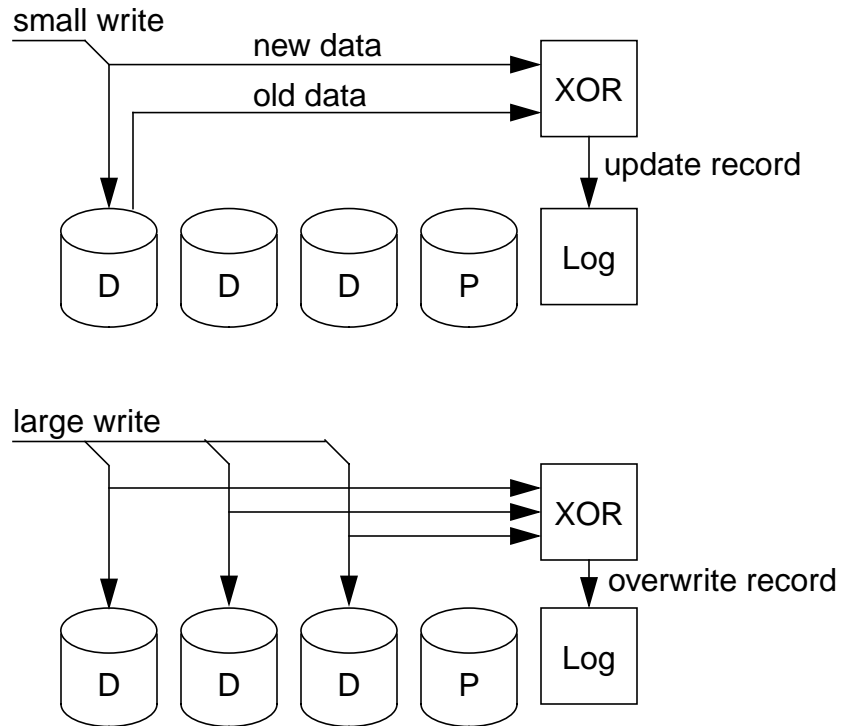 small write
new data
old data
XOR
update record
D
D
D
P
Log
large write
XOR
overwrite record
D
D
D
P
Log